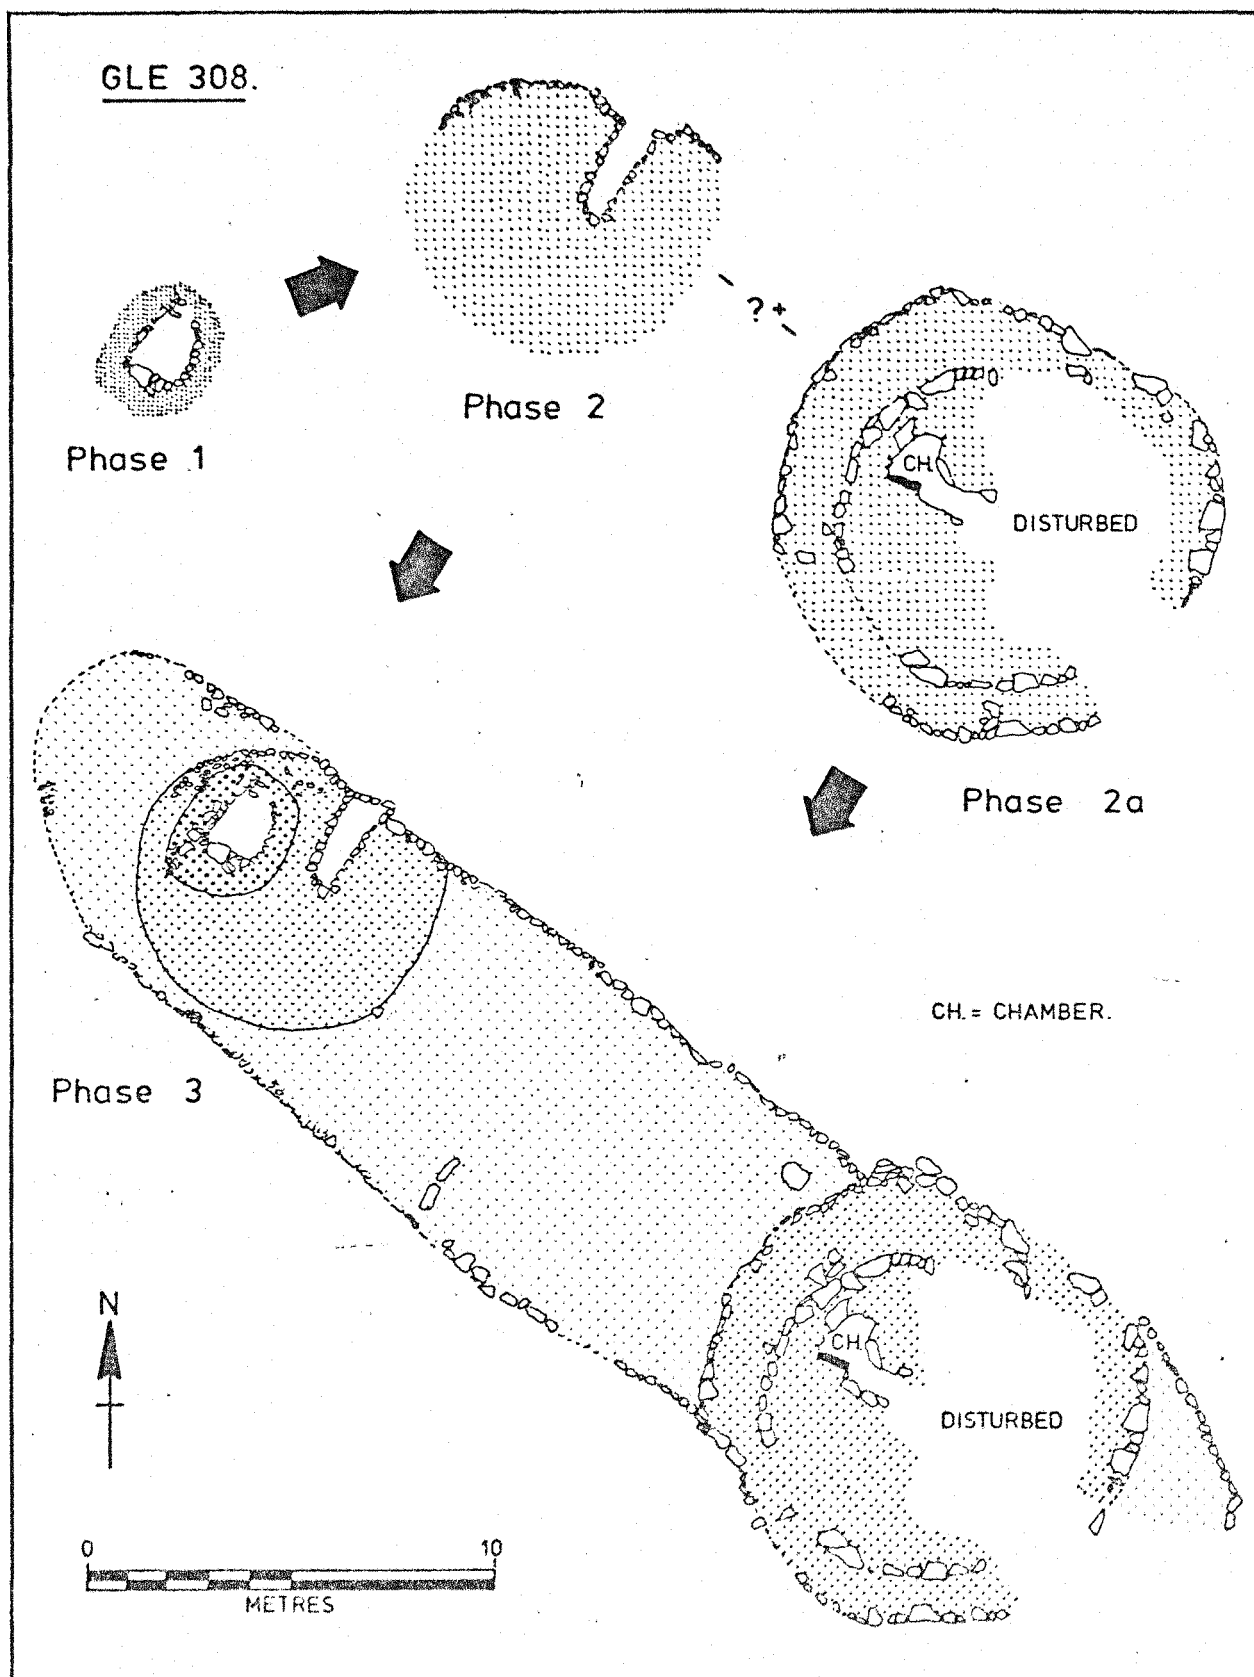 GLE 308.
Phase 1
Phase 2
?+
CH.
DISTURBED
Phase 2a
CH. = CHAMBER.
Phase 3
CH.
DISTURBED
N
0 10
METRES